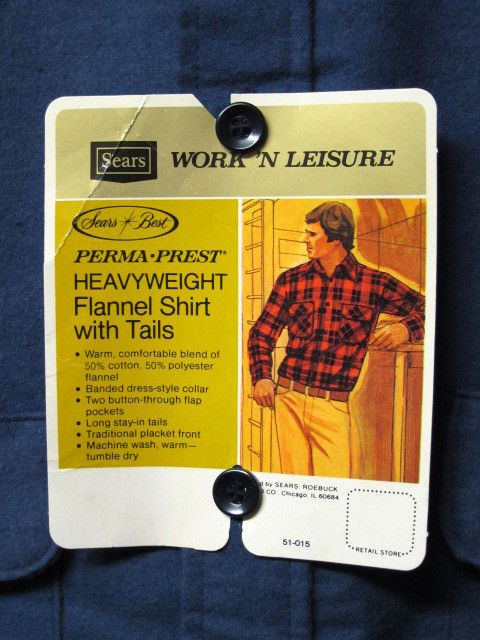 Sears WORK 'N LEISURE
Sears Best
PERMA•PREST®
HEAVYWEIGHT
Flannel Shirt
with Tails
• Warm, comfortable blend of
50% cotton, 50% polyester
flannel
• Banded dress-style collar
• Two button-through flap
pockets
• Long stay-in tails
• Traditional placket front
• Machine wash, warm—
tumble dry
by SEARS, ROEBUCK
CO. Chicago, IL 60684
51-015
RETAIL STORE